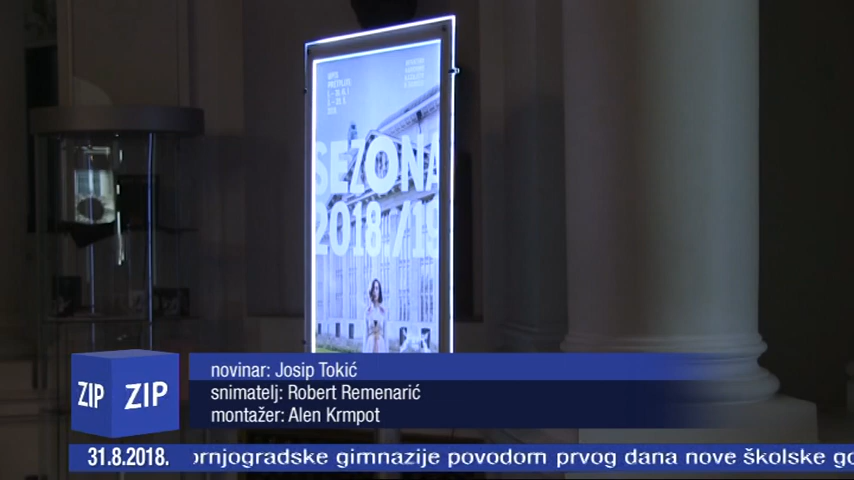 SEZONA
2018./19
novinar: Josip Tokić
snimatelj: Robert Remenarić
montažer: Alen Krmpot
ZIP ZIP
31.8.2018. ornjogradske gimnazije povodom prvog dana nove školske go